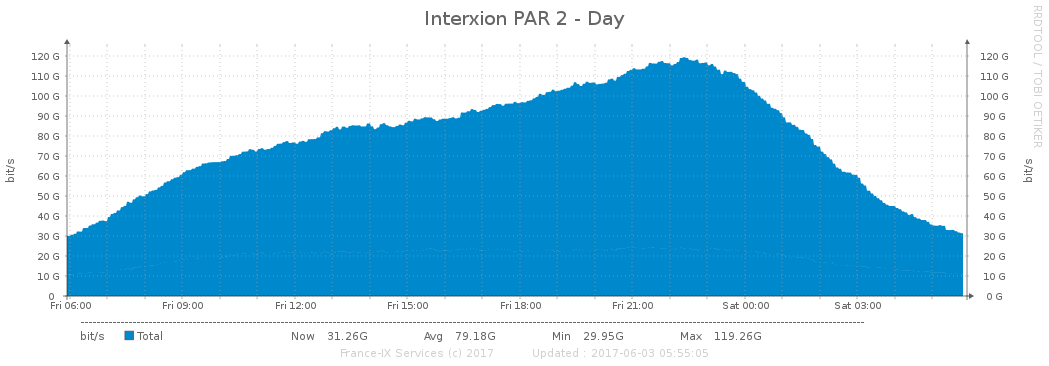 Interxion PAR 2 - Day
RRDTOOL / TOBI OETIKER
bit/s
120 G 120 G
110 G 110 G
100 G 100 G
90 G 90 G
80 G 80 G
70 G 70 G
60 G 60 G
50 G 50 G
40 G 40 G
30 G 30 G
20 G 20 G
10 G 10 G
0 0 G
bit/s
Fri 06:00 Fri 09:00 Fri 12:00 Fri 15:00 Fri 18:00 Fri 21:00 Sat 00:00 Sat 03:00
bit/s Total Now 31.26G Avg 79.18G Min 29.95G Max 119.26G
France-IX Services (c) 2017 Updated : 2017-06-03 05:55:05